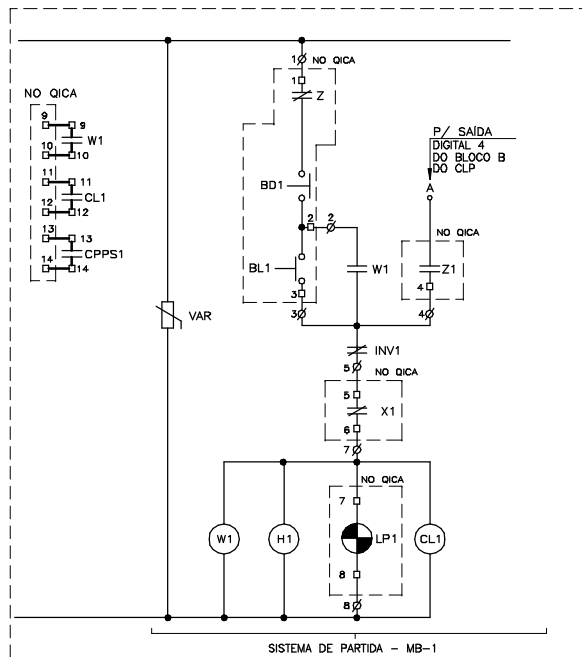 1
NO QICA
1
Z
NO QICA
9
9
W1
10
10
11
11
CL1
12
12
13
13
CPPS1
14
14
P/ SAÍDA
DIGITAL 4
DO BLOCO B
DO CLP
A
BD1
2
2
NO QICA
BL1
W1
Z1
3
4
3
4
VAR
INV1
5
NO QICA
5
X1
6
7
NO QICA
7
W1
H1
LP1
CL1
8
8
SISTEMA DE PARTIDA - MB-1